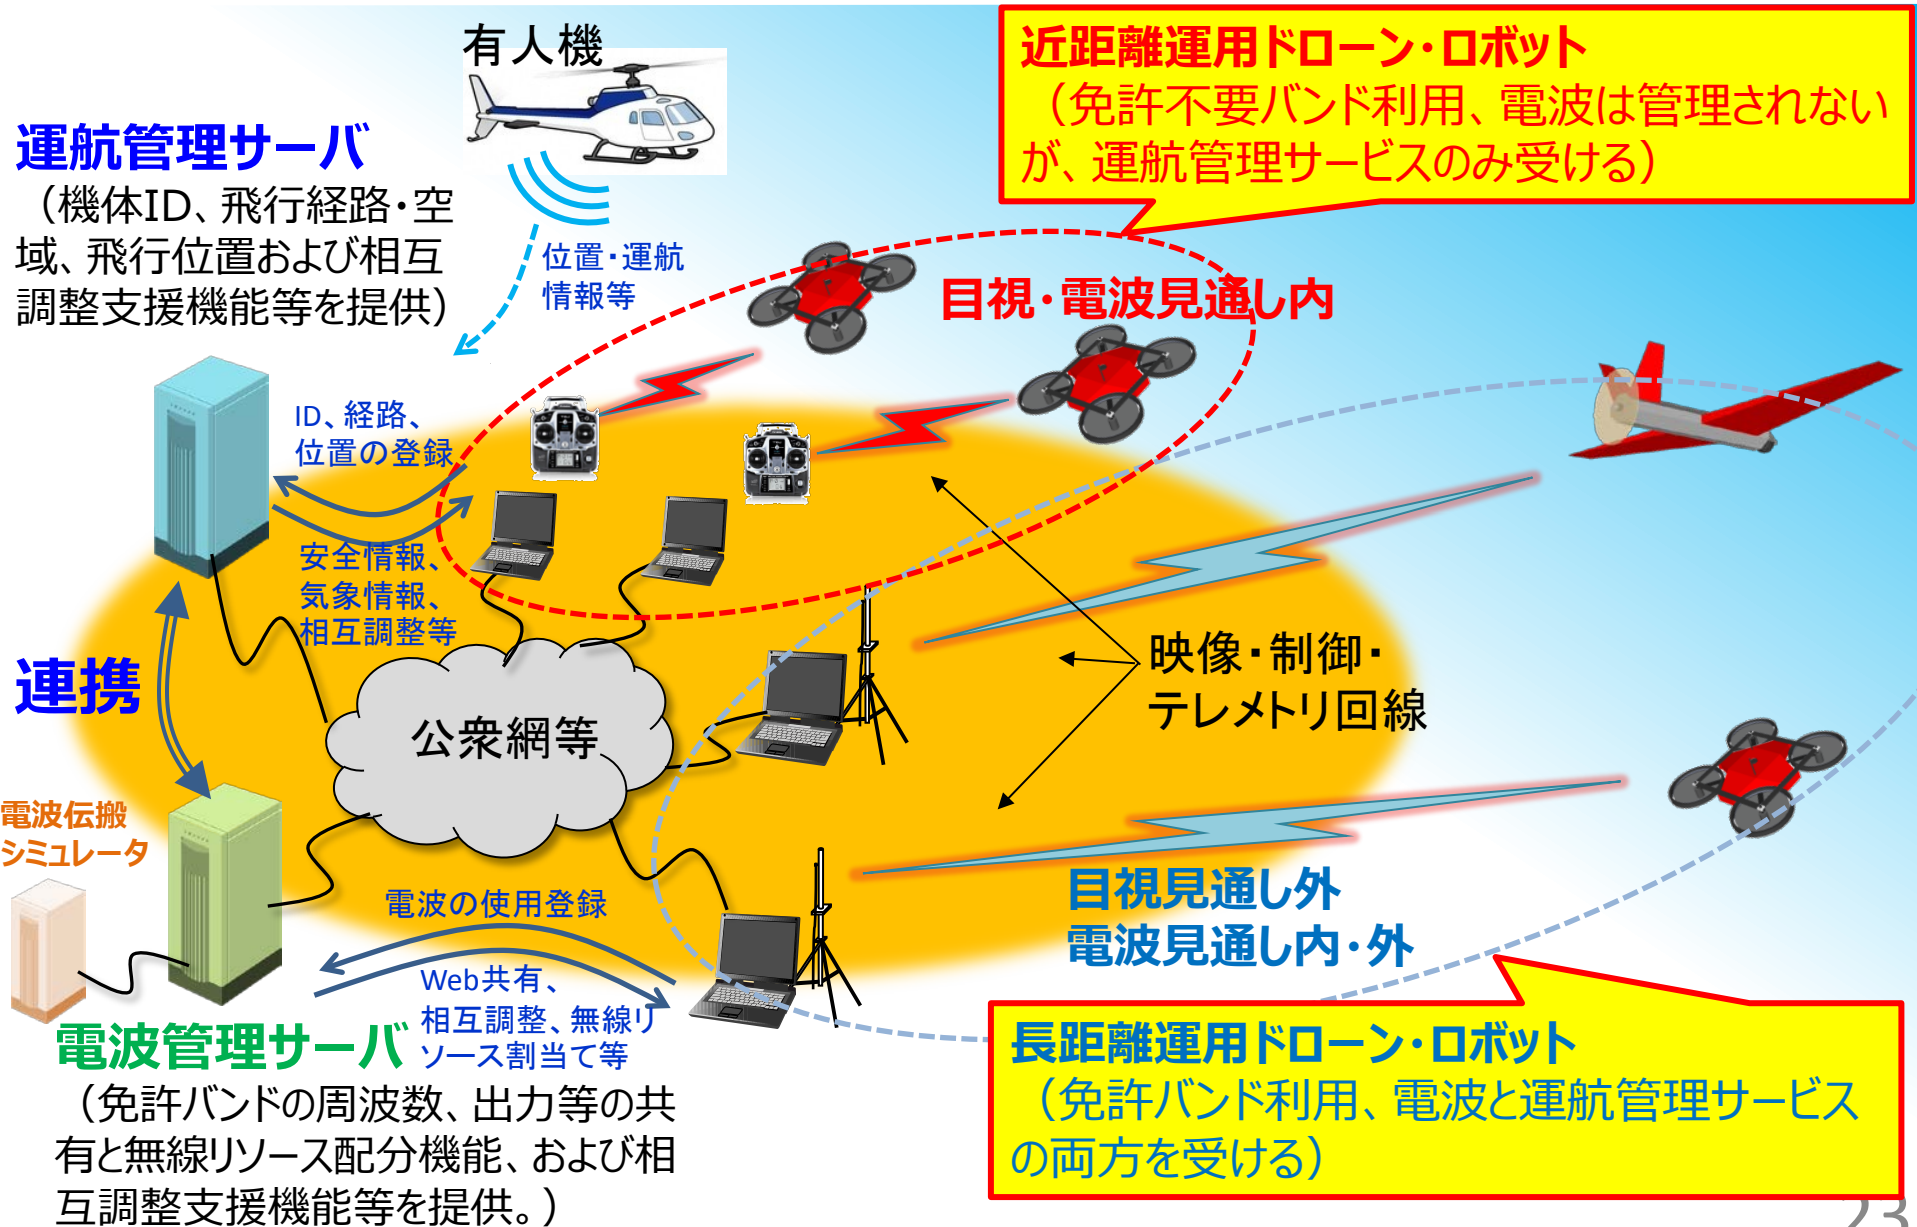 有人機
近距離運用ドローン・ロボット
（免許不要バンド利用、電波は管理されない
が、運航管理サービスのみ受ける）
運航管理サーバ
（機体ID、飛行経路・空
域、飛行位置および相互
調整支援機能等を提供）
位置・運航
情報等
目視・電波見通し内
ID、経路、
位置の登録
安全情報、
気象情報、
相互調整等
連携
公衆網等
映像・制御・
テレメトリ回線
電波伝搬
シミュレータ
電波の使用登録
Web共有、
相互調整、無線リ
ソース割当て等
目視見通し外
電波見通し内・外
電波管理サーバ
（免許バンドの周波数、出力等の共
有と無線リソース配分機能、および相
互調整支援機能等を提供。）
長距離運用ドローン・ロボット
（免許バンド利用、電波と運航管理サービス
の両方を受ける）
23